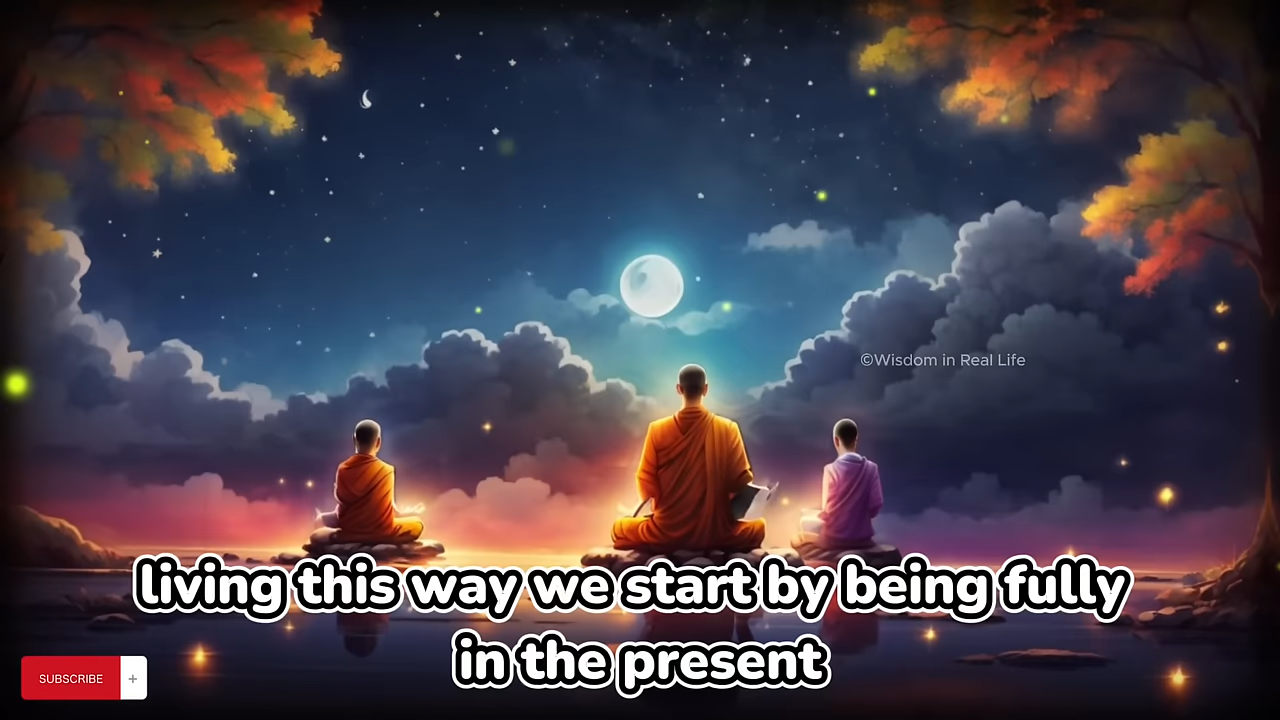 ©Wisdom in Real Life
living this way we start by being fully
in the present
SUBSCRIBE +